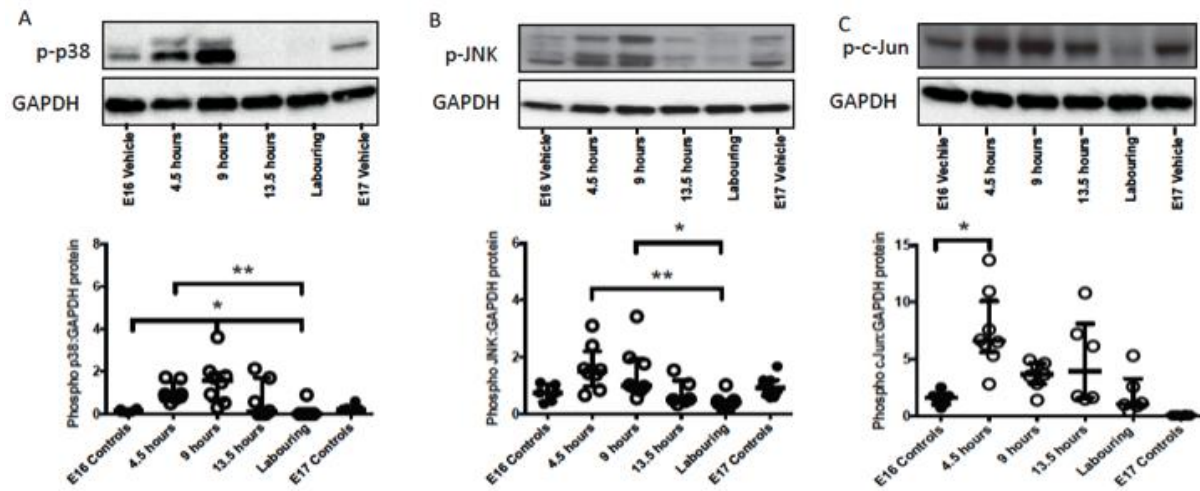 A
p-p38
GAPDH
E16 Vehicle
4.5 hours
9 hours
13.5 hours
Labouring
E17 Vehicle
Phospho p38:GAPDH protein
8
6
4
2
0
**
*
E16 Controls
4.5 hours
9 hours
13.5 hours
Labouring
E17 Controls
B
p-JNK
GAPDH
E16 Vehicle
4.5 hours
9 hours
13.5 hours
Labouring
E17 Vehicle
Phospho JNK:GAPDH protein
6
4
2
0
*
**
E16 Controls
4.5 hours
9 hours
13.5 hours
Labouring
E17 Controls
C
p-c-Jun
GAPDH
E16 Vechile
4.5 hours
9 hours
13.5 hours
Labouring
E17 Vehicle
Phospho cJun:GAPDH protein
15
10
5
0
*
E16 Controls
4.5 hours
9 hours
13.5 hours
Labouring
E17 Controls